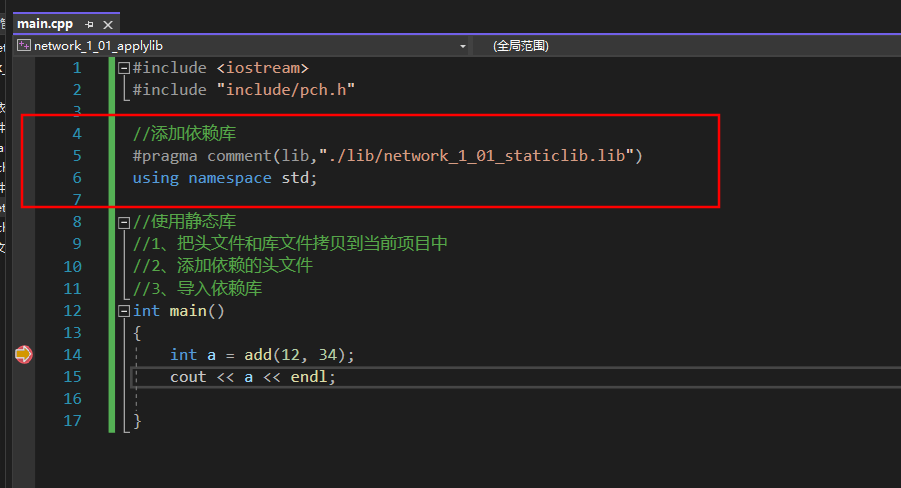 main.cpp
network_1_01_applylib
(全局范围)
1 #include <iostream>
2 #include "include/pch.h"
3
4 //添加依赖库
5 #pragma comment(lib,"./lib/network_1_01_staticlib.lib")
6 using namespace std;
7
8 //使用静态库
9 //1、把头文件和库文件拷贝到当前项目中
10 //2、添加依赖的头文件
11 //3、导入依赖库
12 int main()
13 {
14 int a = add(12, 34);
15 cout << a << endl;
16
17 }